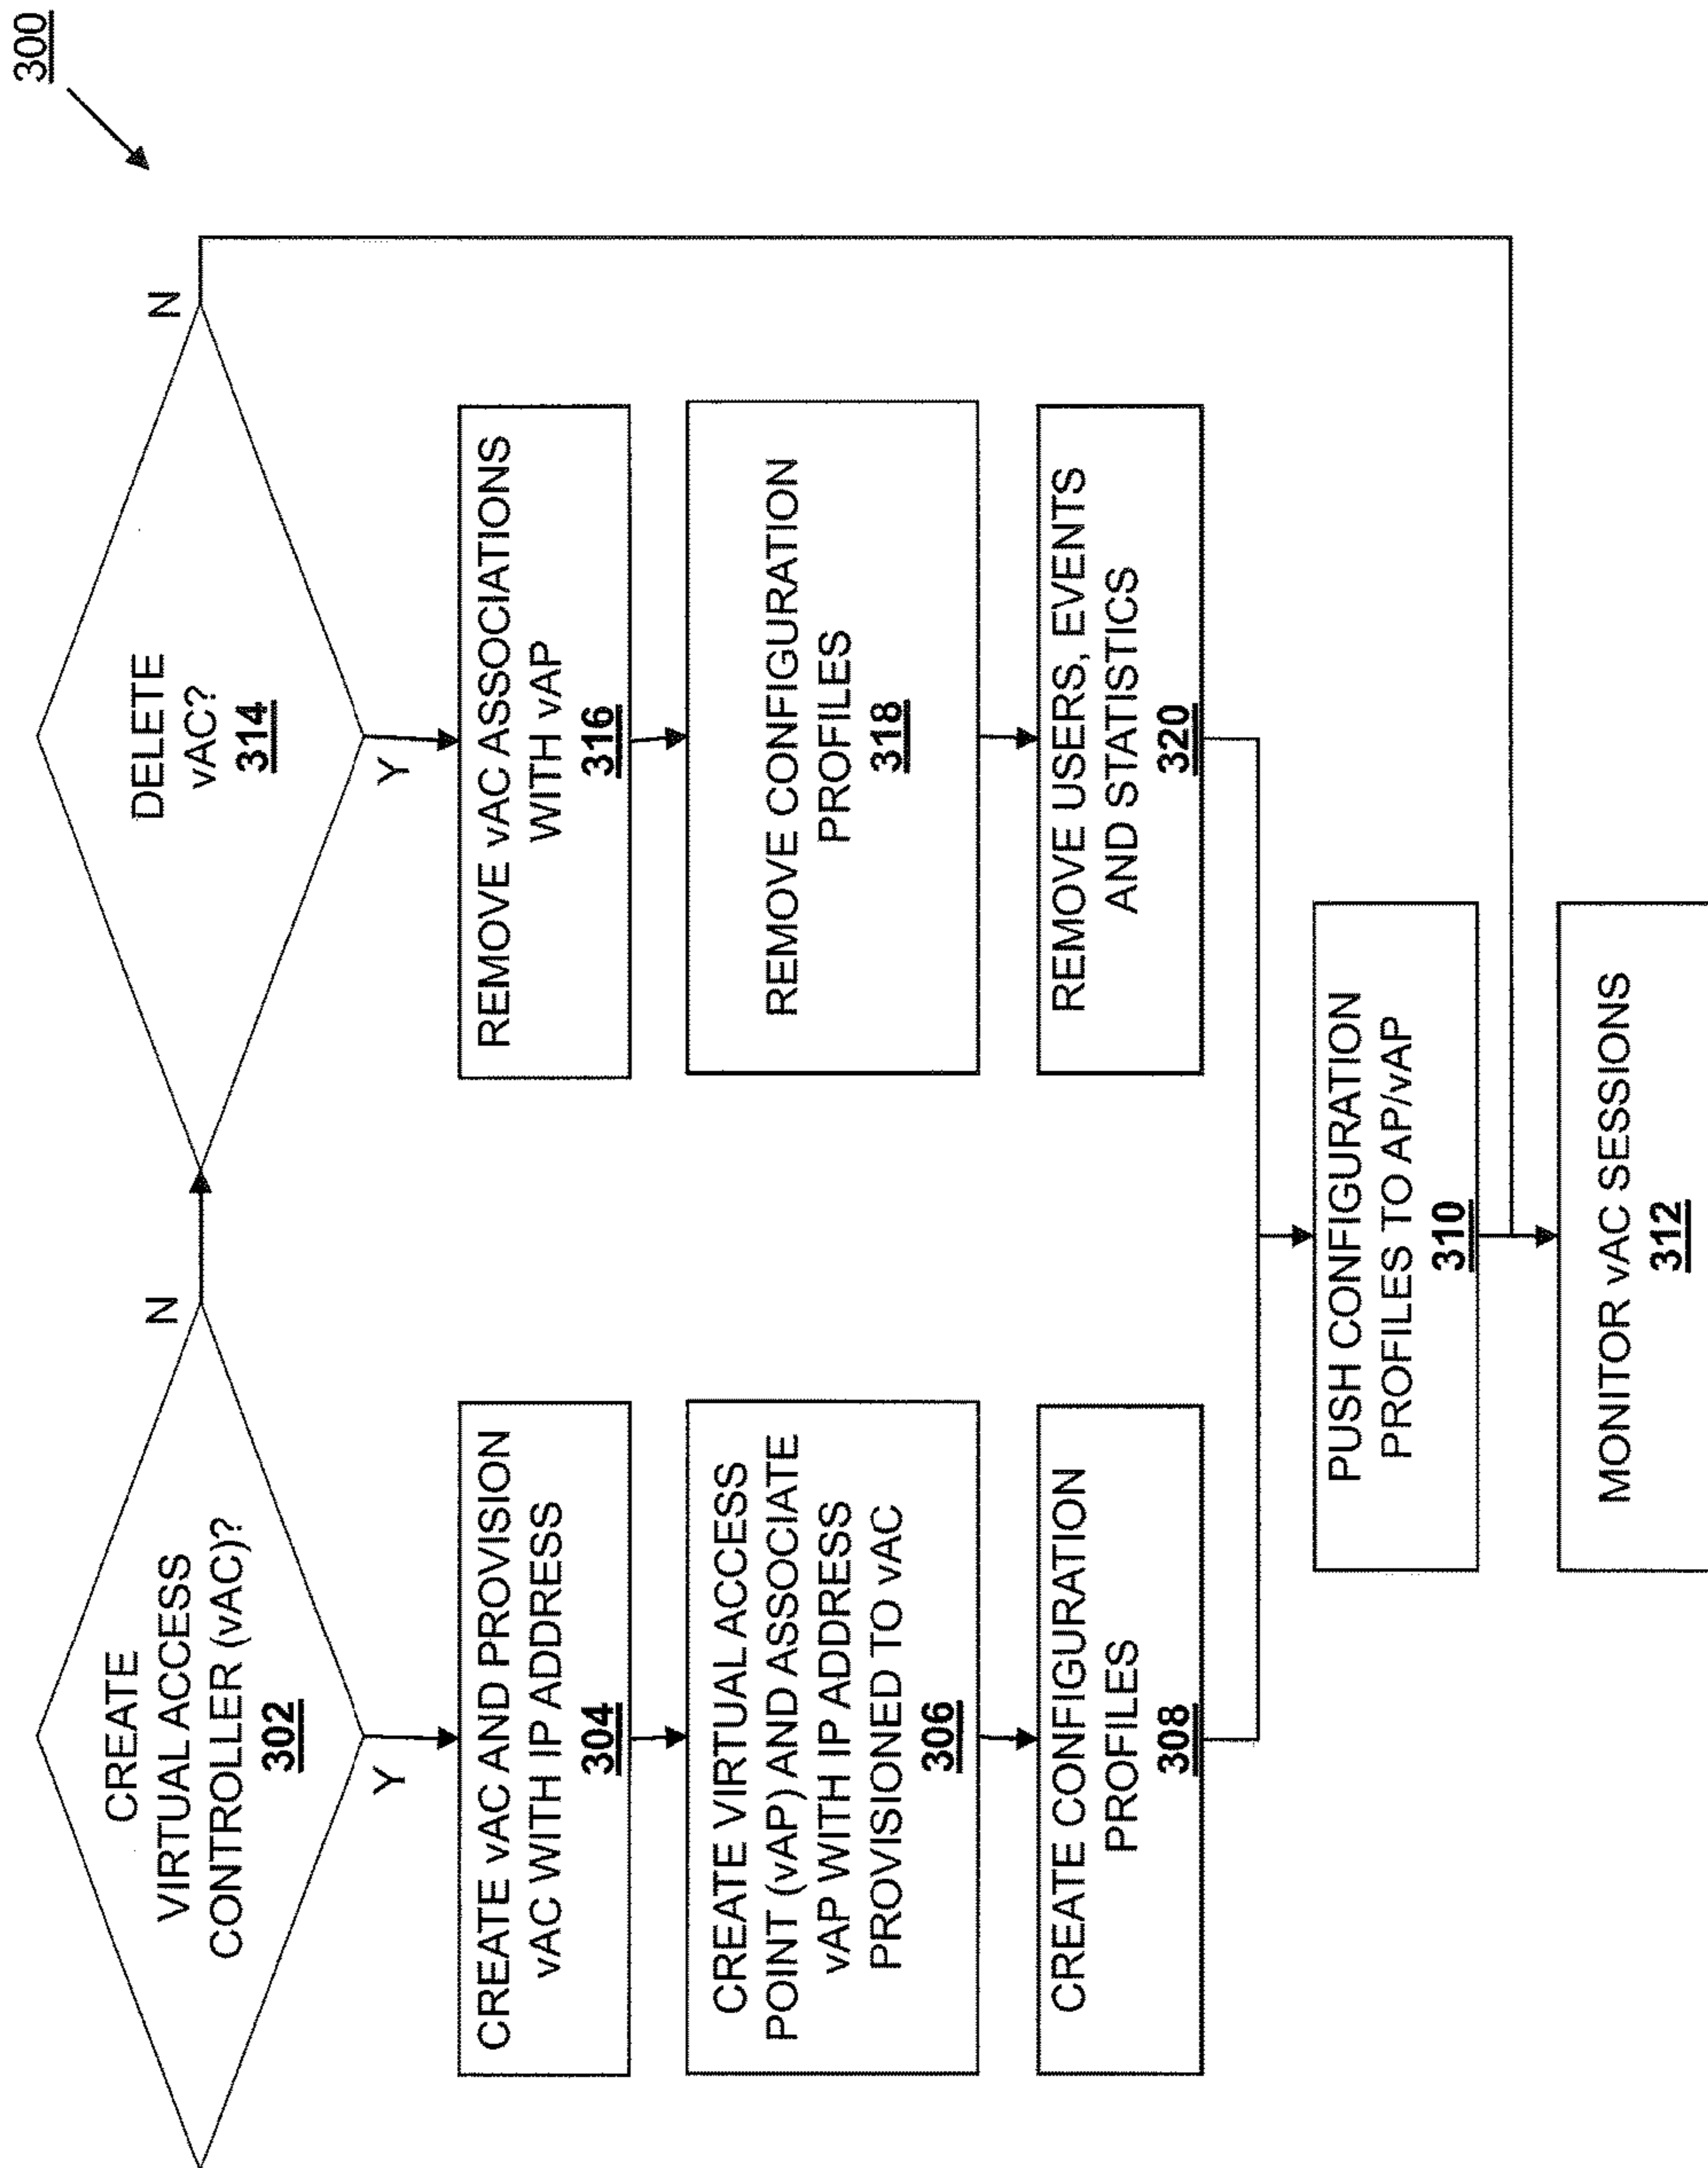 300
CREATE
VIRTUAL ACCESS
CONTROLLER (vAC)?
302
N
Y
DELETE
vAC?
314
N
Y
CREATE vAC AND PROVISION
vAC WITH IP ADDRESS
304
CREATE VIRTUAL ACCESS
POINT (vAP) AND ASSOCIATE
vAP WITH IP ADDRESS
PROVISIONED TO vAC
306
CREATE CONFIGURATION
PROFILES
308
REMOVE vAC ASSOCIATIONS
WITH vAP
316
REMOVE CONFIGURATION
PROFILES
318
REMOVE USERS, EVENTS
AND STATISTICS
320
PUSH CONFIGURATION
PROFILES TO AP/vAP
310
MONITOR vAC SESSIONS
312